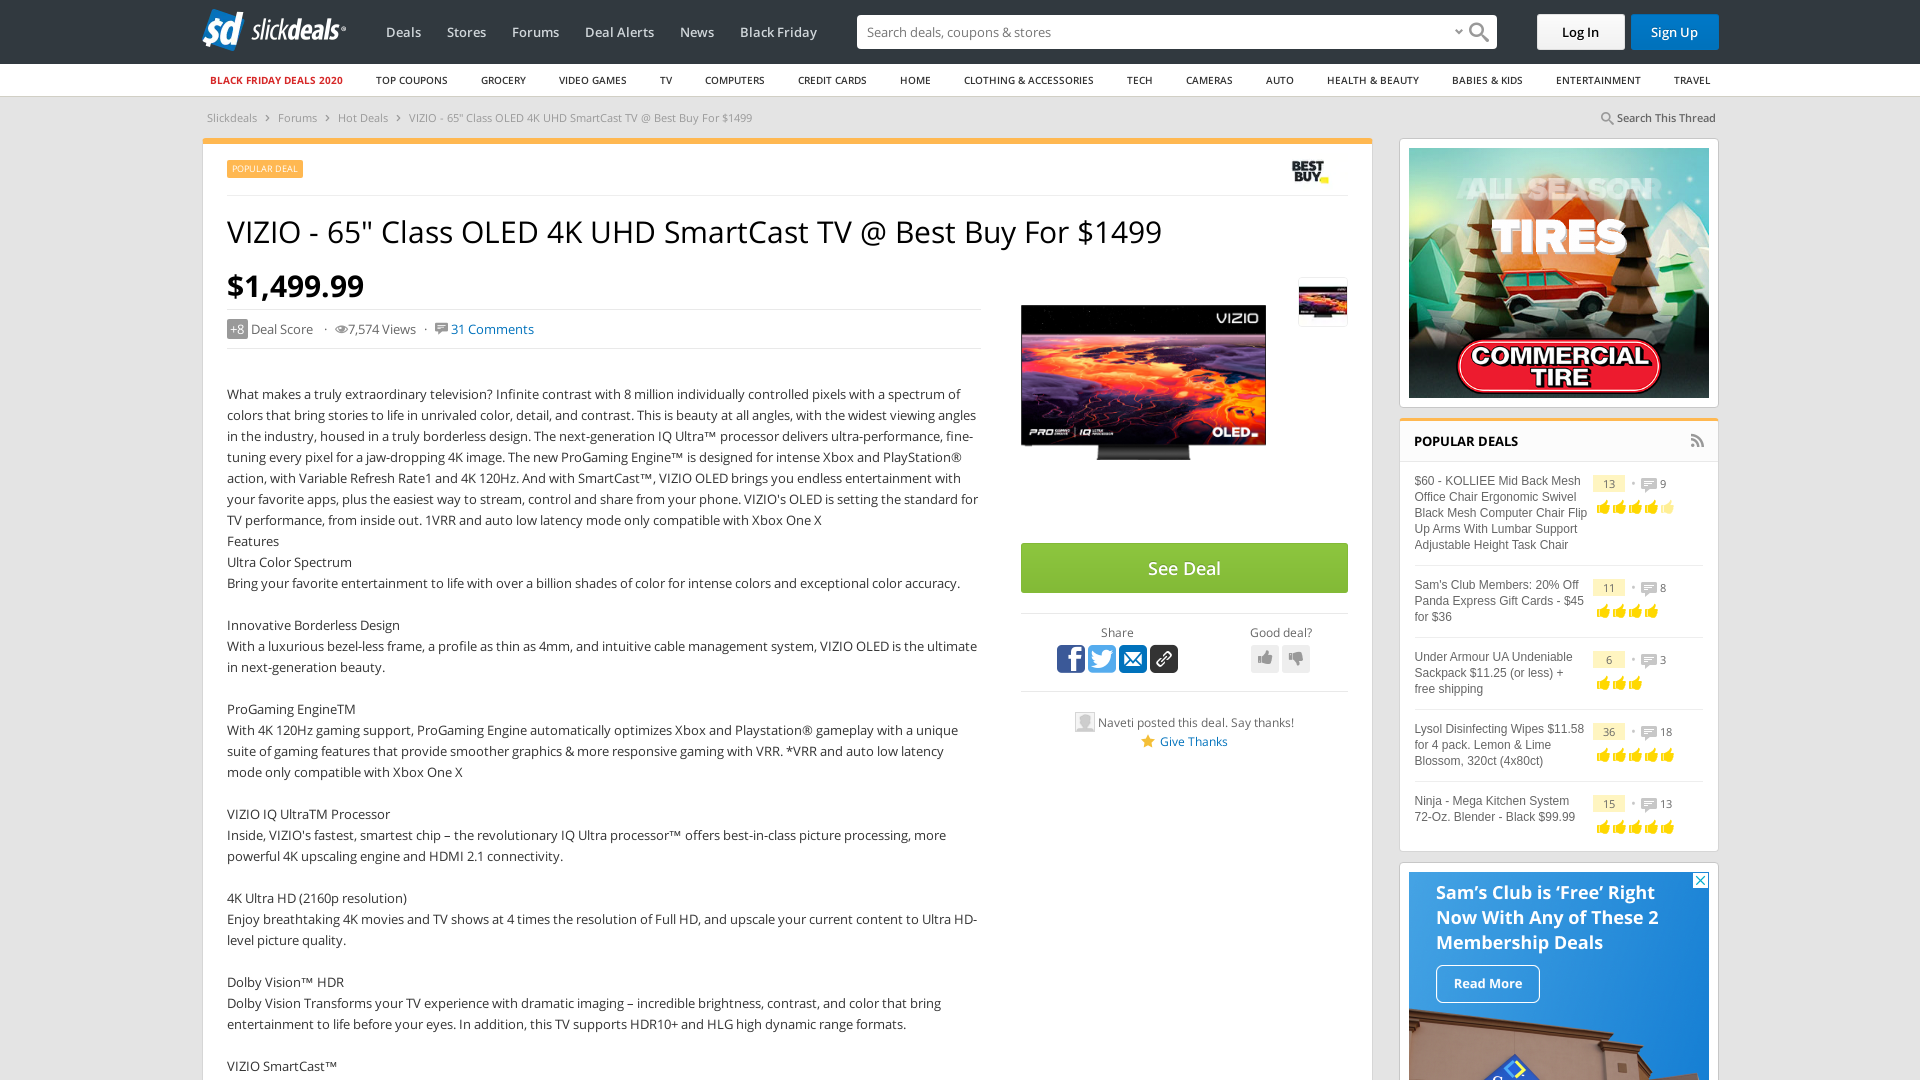 sd slickdeals®
Deals
Stores
Forums
Deal Alerts
News
Black Friday
Search deals, coupons & stores
Log In
Sign Up
BLACK FRIDAY DEALS 2020
TOP COUPONS
GROCERY
VIDEO GAMES
TV
COMPUTERS
CREDIT CARDS
HOME
CLOTHING & ACCESSORIES
TECH
CAMERAS
AUTO
HEALTH & BEAUTY
BABIES & KIDS
ENTERTAINMENT
TRAVEL
Slickdeals › Forums › Hot Deals › VIZIO - 65" Class OLED 4K UHD SmartCast TV @ Best Buy For $1499
Search This Thread
POPULAR DEAL
BEST
BUY
VIZIO - 65" Class OLED 4K UHD SmartCast TV @ Best Buy For $1499
$1,499.99
+8 Deal Score · 7,574 Views · 31 Comments
What makes a truly extraordinary television? Infinite contrast with 8 million individually controlled pixels with a spectrum of
colors that bring stories to life in unrivaled color, detail, and contrast. This is beauty at all angles, with the widest viewing angles
in the industry, housed in a truly borderless design. The next-generation IQ Ultra™ processor delivers ultra-performance, fine-
tuning every pixel for a jaw-dropping 4K image. The new ProGaming Engine™ is designed for intense Xbox and PlayStation®
action, with Variable Refresh Rate1 and 4K 120Hz. And with SmartCast™, VIZIO OLED brings you endless entertainment with
your favorite apps, plus the easiest way to stream, control and share from your phone. VIZIO's OLED is setting the standard for
TV performance, from inside out. 1VRR and auto low latency mode only compatible with Xbox One X
Features
Ultra Color Spectrum
Bring your favorite entertainment to life with over a billion shades of color for intense colors and exceptional color accuracy.
Innovative Borderless Design
With a luxurious bezel-less frame, a profile as thin as 4mm, and intuitive cable management system, VIZIO OLED is the ultimate
in next-generation beauty.
ProGaming EngineTM
With 4K 120Hz gaming support, ProGaming Engine automatically optimizes Xbox and Playstation® gameplay with a unique
suite of gaming features that provide smoother graphics & more responsive gaming with VRR. *VRR and auto low latency
mode only compatible with Xbox One X
VIZIO IQ UltraTM Processor
Inside, VIZIO's fastest, smartest chip – the revolutionary IQ Ultra processor™ offers best-in-class picture processing, more
powerful 4K upscaling engine and HDMI 2.1 connectivity.
4K Ultra HD (2160p resolution)
Enjoy breathtaking 4K movies and TV shows at 4 times the resolution of Full HD, and upscale your current content to Ultra HD-
level picture quality.
Dolby Vision™ HDR
Dolby Vision Transforms your TV experience with dramatic imaging – incredible brightness, contrast, and color that bring
entertainment to life before your eyes. In addition, this TV supports HDR10+ and HLG high dynamic range formats.
VIZIO SmartCast™
VIZIO
PRO
IQ
OLED
See Deal
Share
Good deal?
Naveti posted this deal. Say thanks!
Give Thanks
ALL SEASON
TIRES
COMMERCIAL
TIRE
POPULAR DEALS
$60 - KOLLIEE Mid Back Mesh
Office Chair Ergonomic Swivel
Black Mesh Computer Chair Flip
Up Arms With Lumbar Support
Adjustable Height Task Chair
13 • 9
Sam's Club Members: 20% Off
Panda Express Gift Cards - $45
for $36
11 • 8
Under Armour UA Undeniable
Sackpack $11.25 (or less) +
free shipping
6 • 3
Lysol Disinfecting Wipes $11.58
for 4 pack. Lemon & Lime
Blossom, 320ct (4x80ct)
36 • 18
Ninja - Mega Kitchen System
72-Oz. Blender - Black $99.99
15 • 13
Sam's Club is 'Free' Right
Now With Any of These 2
Membership Deals
Read More